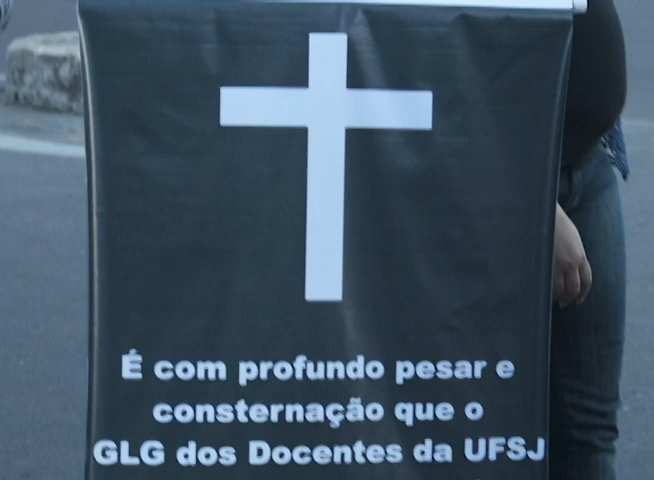 É com profundo pesar e
consternação que o
GLG dos Docentes da UFSJ